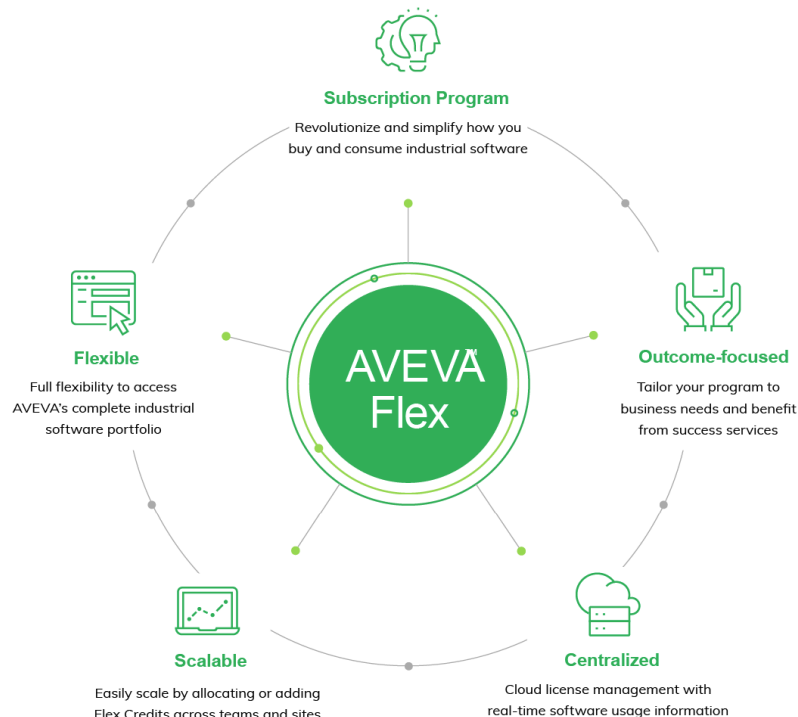 Subscription Program
Revolutionize and simplify how you
buy and consume industrial software
Flexible
Full flexibility to access
AVEVA's complete industrial
software portfolio
AVEVA™
Flex
Outcome-focused
Tailor your program to
business needs and benefit
from success services
Scalable
Easily scale by allocating or adding
Flex Credits across teams and sites
Centralized
Cloud license management with
real-time software usage information